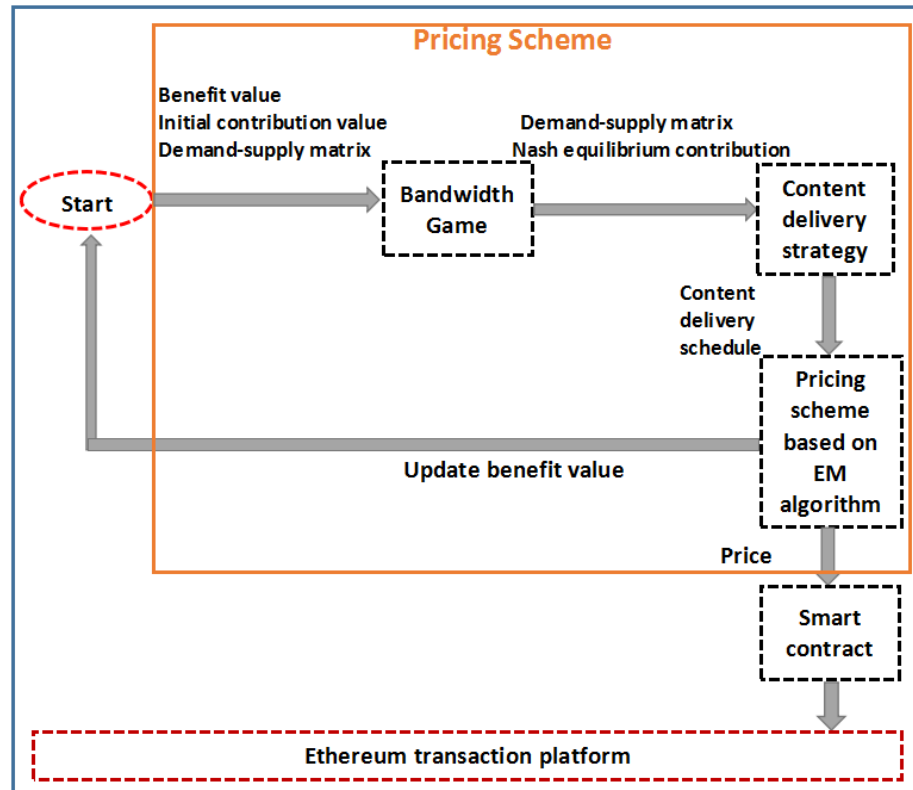 Pricing Scheme
Benefit value
Initial contribution value
Demand-supply matrix
Demand-supply matrix
Nash equilibrium contribution
Start
Bandwidth
Game
Content
delivery
strategy
Content
delivery
schedule
Pricing
scheme
based on
EM
algorithm
Update benefit value
Price
Smart
contract
Ethereum transaction platform